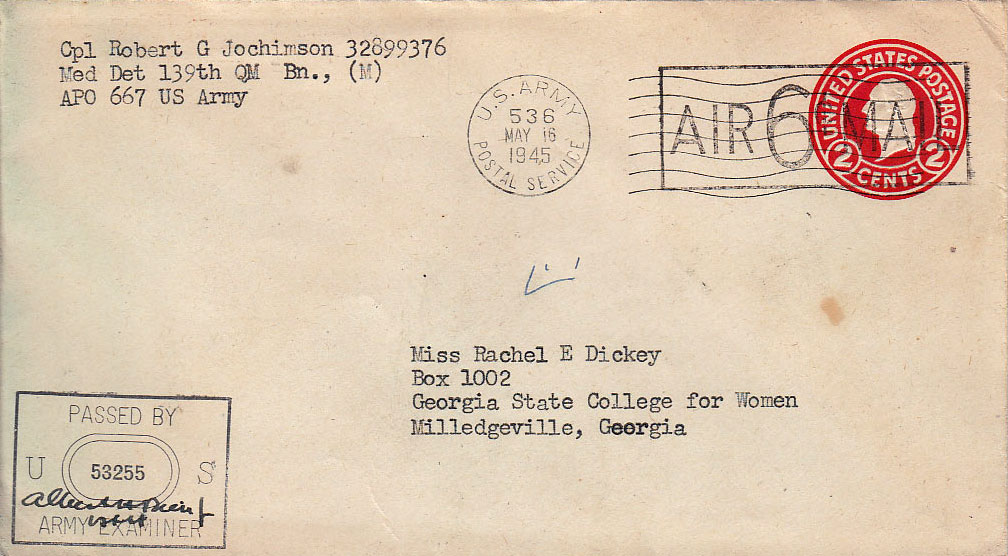 Cpl Robert G Jochimson 32899376
Med Det 139th QM Bn., (M)
APO 667 US Army
U.S. ARMY
536
MAY 16
1945
POSTAL SERVICE
AIR 6¢ MAIL
UNITED STATES POSTAGE
2 CENTS 2
Miss Rachel E Dickey
Box 1002
Georgia State College for Women
Milledgeville, Georgia
PASSED BY
U 53255 S
ARMY EXAMINER